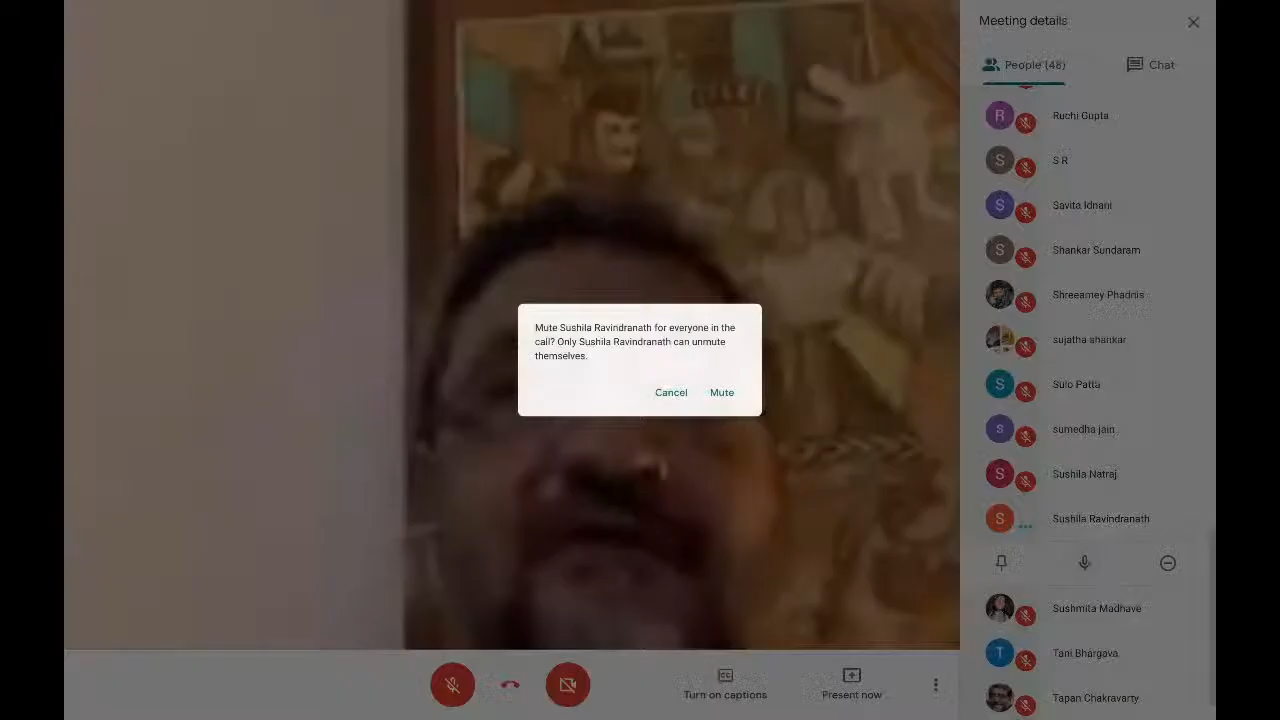 Meeting details
People (48)
Chat
R
Ruchi Gupta
S
S R
S
Savita Idnani
S
Shankar Sundaram
Shreeamey Phadnis
sujatha shankar
S
Sulo Patta
s
sumedha jain
S
Sushila Natraj
S
Sushila Ravindranath
Sushmita Madhave
T
Tani Bhargava
Tapan Chakravarty
Mute Sushila Ravindranath for everyone in the
call? Only Sushila Ravindranath can unmute
themselves.
Cancel
Mute
CC
Turn on captions
Present now